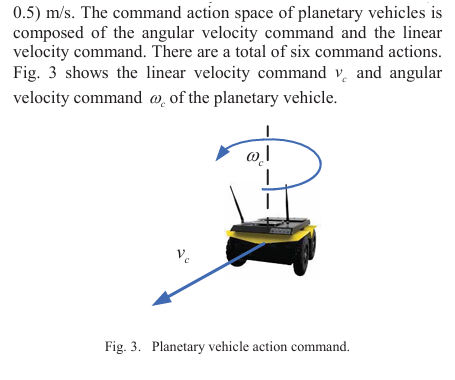 0.5) m/s. The command action space of planetary vehicles is
composed of the angular velocity command and the linear
velocity command. There are a total of six command actions.
Fig. 3 shows the linear velocity command v_c and angular
velocity command ω_c of the planetary vehicle.
ω_c
v_c
Fig. 3. Planetary vehicle action command.